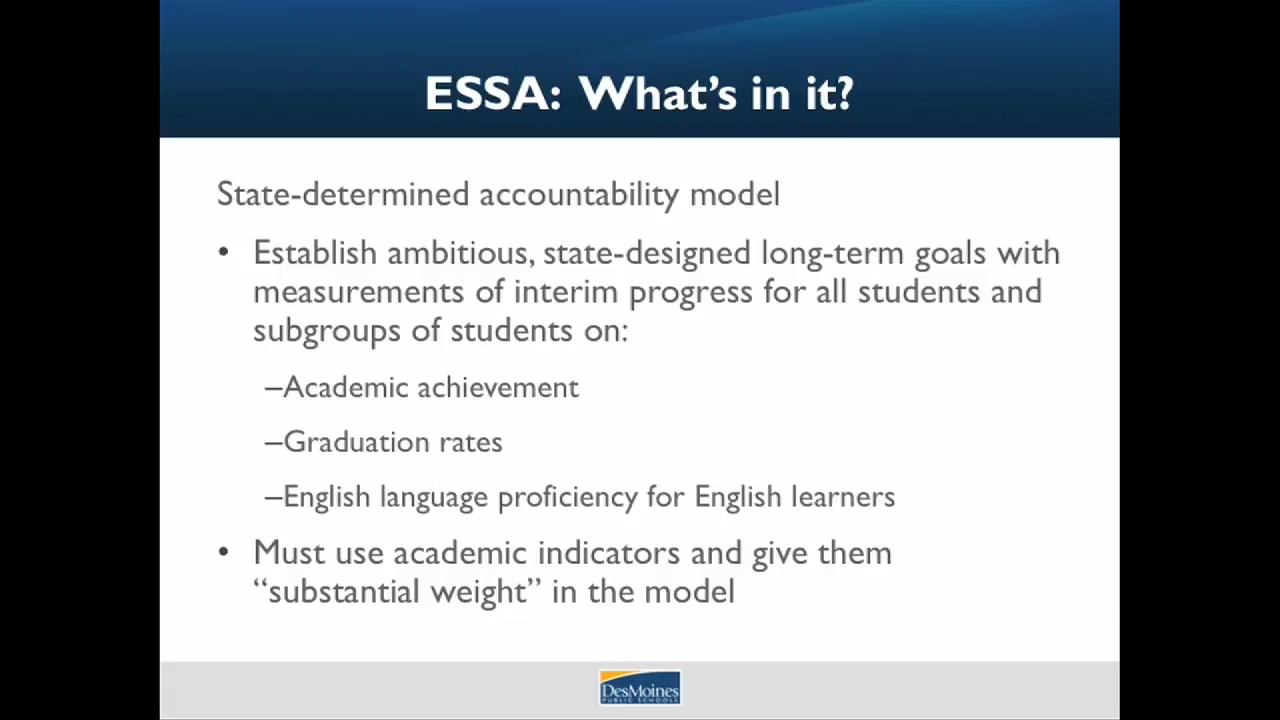 ESSA: What's in it?
State-determined accountability model
• Establish ambitious, state-designed long-term goals with
measurements of interim progress for all students and
subgroups of students on:
–Academic achievement
–Graduation rates
–English language proficiency for English learners
• Must use academic indicators and give them
“substantial weight” in the model
DesMoines
PUBLIC SCHOOLS